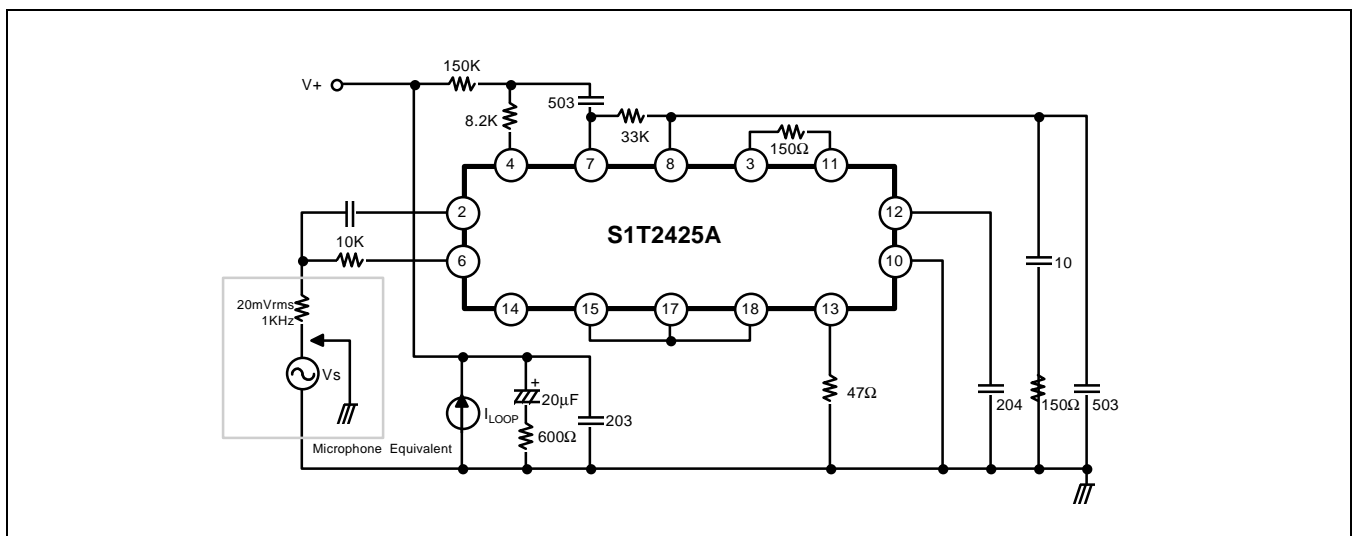 150K
V+
503
8.2K
33K
150Ω
4
7
8
3
11
2
12
S1T2425A
10K
6
10
10
14
15
17
18
13
20mVrms
1KHz
Vs
+
20μF
47Ω
ILOOP
203
204
150Ω
503
600Ω
Microphone Equivalent